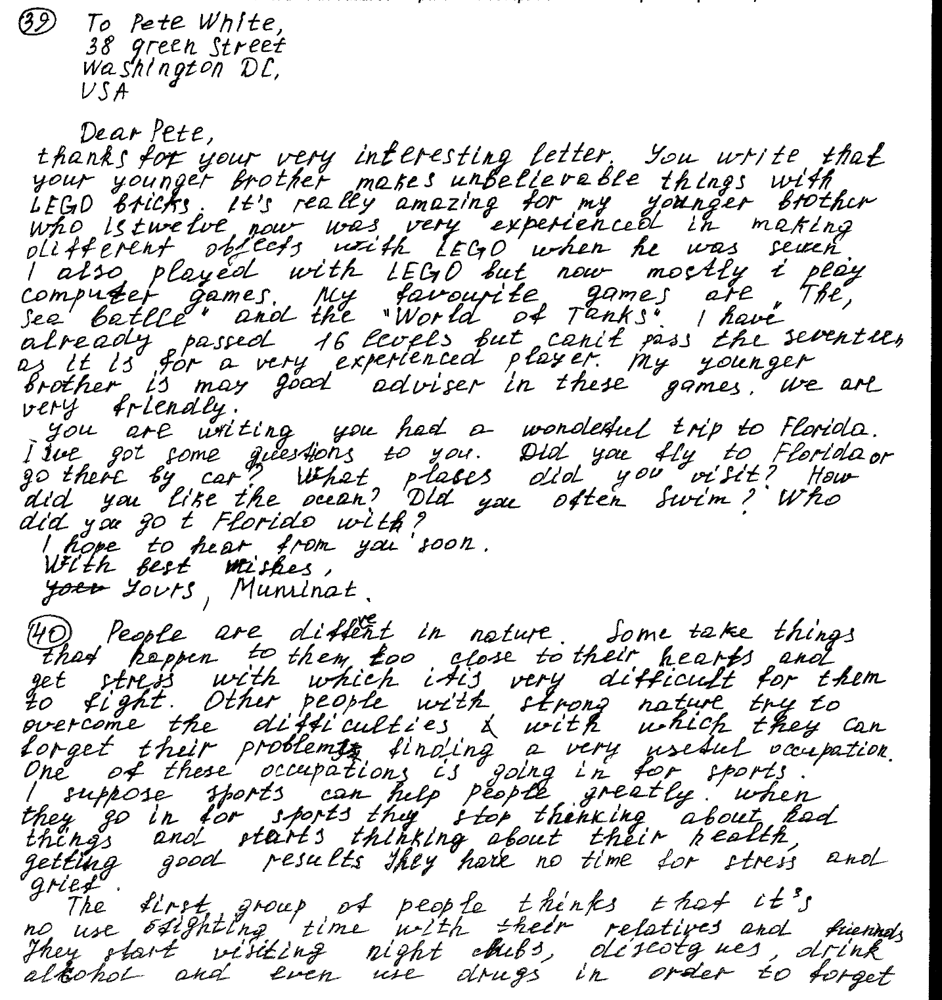 39 To Pete White,
38 green Street
Washington DC,
USA
Dear Pete,
thanks for your very interesting letter. You write that
your younger brother makes unbelievable things with
LEGO bricks. It's really amazing for my younger brother
who is twelve now was very experienced in making
different objects with LEGO when he was seven.
I also played with LEGO but now mostly i play
computer games. My favourite games are "The,
Sea batlle" and the "World of Tanks". I have
already passed 16 levels but can't pass the seventeen
as it is for a very experienced player. My younger
brother is may good adviser in these games. We are
very friendly.
you are writing you had a wonderful trip to Florida.
I ive got some questions to you. Did you fly to Florida or
go there by car? What plases did you visit? How
did you like the ocean? Did you often swim? Who
did you go t Florido with?
I hope to hear from you soon.
With best wishes,
Yours, Muminat.
40 People are different in nature. Some take things
that happen to them too close to their hearts and
get stress with which it is very difficult for them
to fight. Other people with strong nature try to
overcome the difficulties with which they can
forget their problems finding a very useful occupation.
One of these occupations is going in for sports.
I suppose sports can help people greatly. when
they go in for sports they stop thinking about bad
things and starts thinking about their health,
getting good results They have no time for stress and
grief.
The first group of people thinks that it's
no use fighting time with their relatives and friends
They start visiting night clubs, discotques, drink
alcohol and even use drugs in order to forget